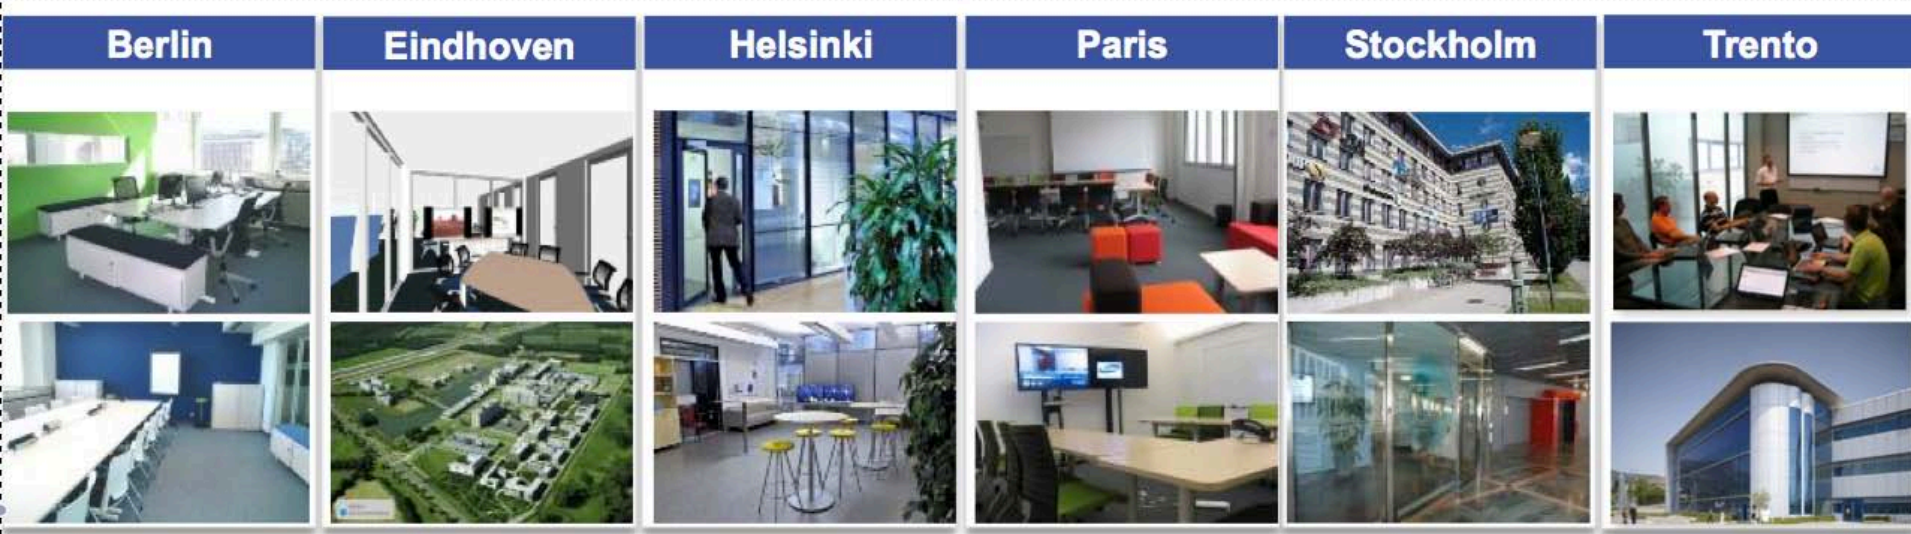 Berlin
Eindhoven
Helsinki
Paris
Stockholm
Trento